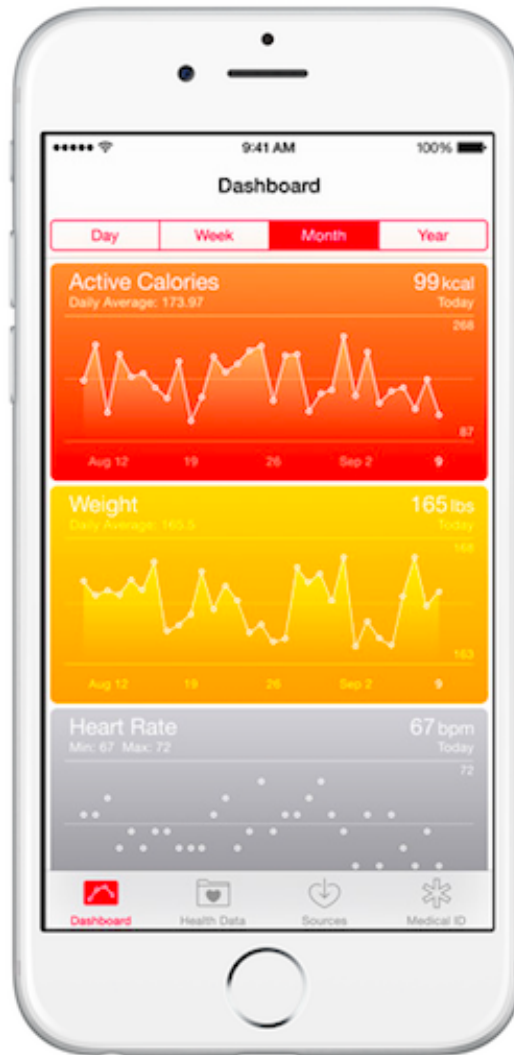 9:41 AM 100%
Dashboard
Day Week Month Year
Active Calories 99 kcal
Daily Average: 173.97 Today
268
87
Aug 12 19 26 Sep 2 9
Weight 165 lbs
Daily Average: 165.5 Today
168
163
Aug 12 19 26 Sep 2 9
Heart Rate 67 bpm
Min: 67 Max: 72 Today
72
Dashboard Health Data Sources Medical ID